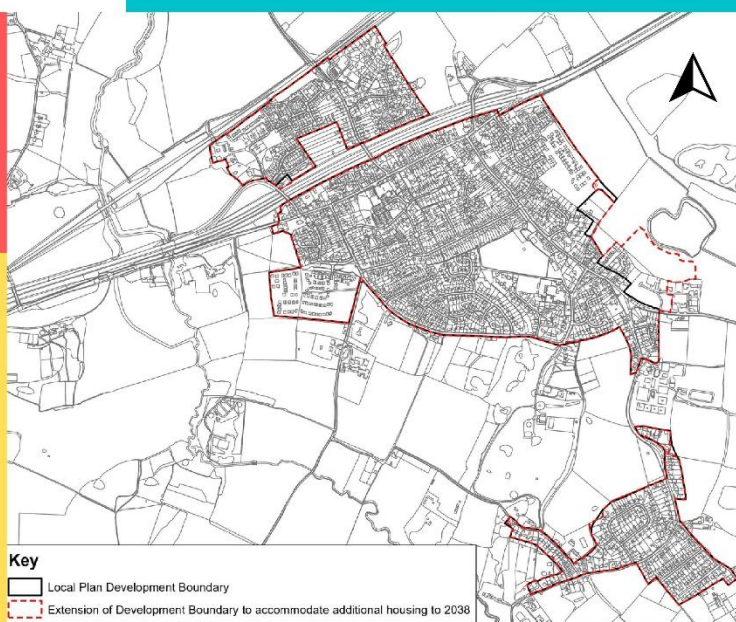 Key
Local Plan Development Boundary
Extension of Development Boundary to accommodate additional housing to 2038